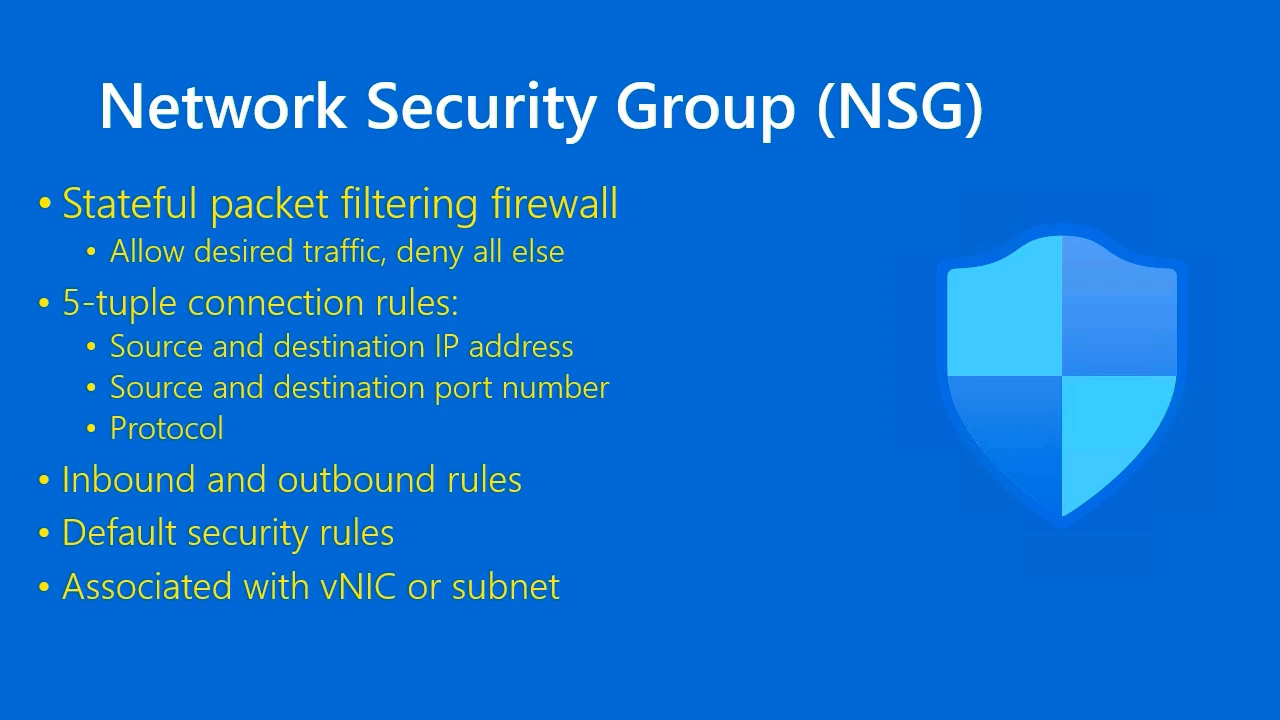 Network Security Group (NSG)
• Stateful packet filtering firewall
• Allow desired traffic, deny all else
• 5-tuple connection rules:
• Source and destination IP address
• Source and destination port number
• Protocol
• Inbound and outbound rules
• Default security rules
• Associated with vNIC or subnet